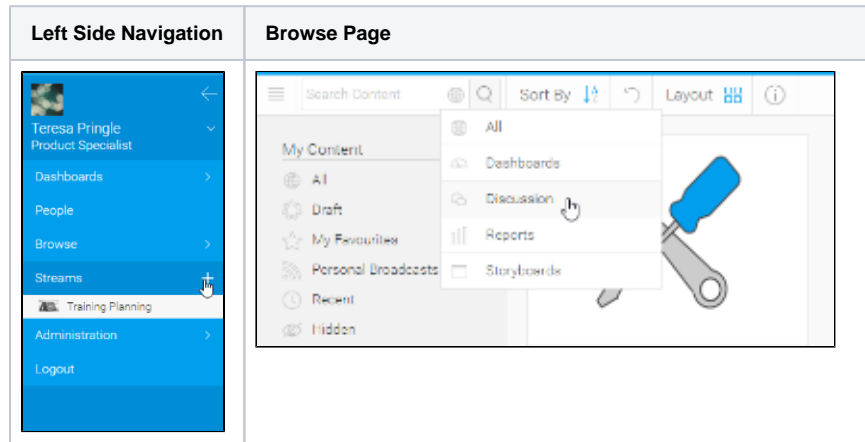 Left Side Navigation
Browse Page
Teresa Pringle
Product Specialist
Dashboards
People
Browse
Streams
Training Planning
Administration
Logout
Search Content
Sort By
Layout
My Content
All
Draft
My Favourites
Personal Broadcasts
Recent
Hidden
All
Dashboards
Discussion
Reports
Storyboards